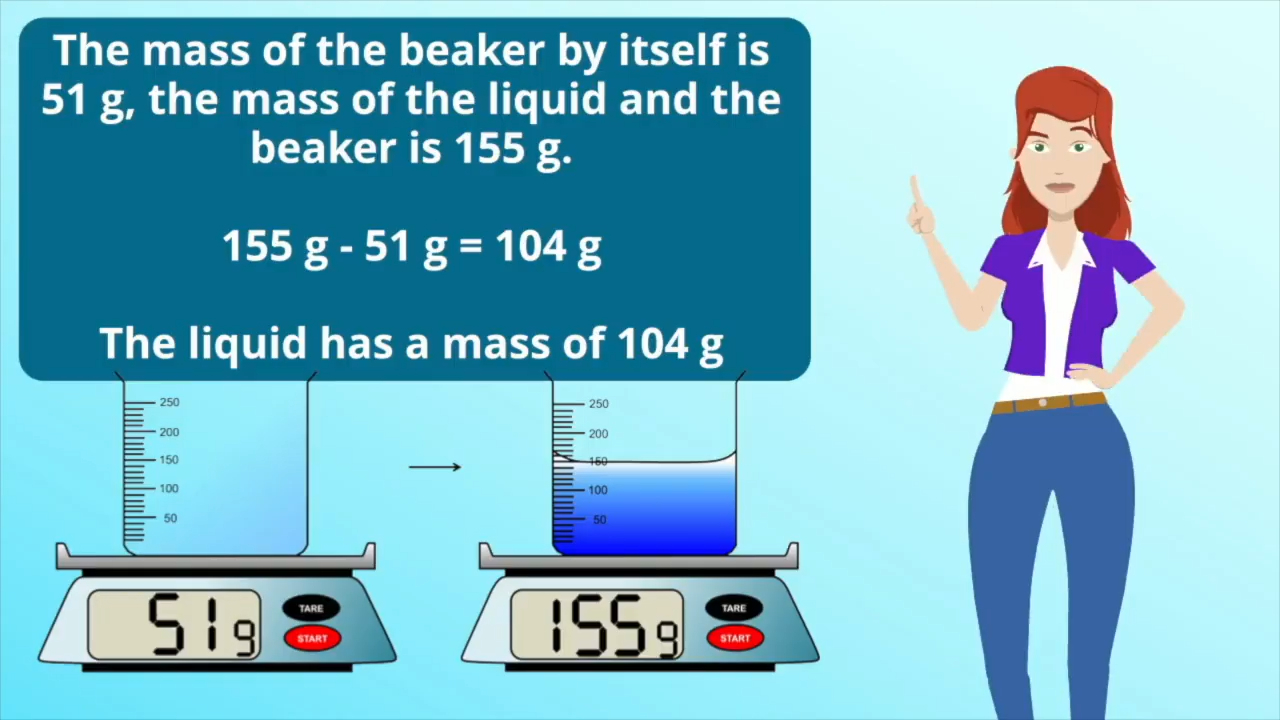 The mass of the beaker by itself is
51 g, the mass of the liquid and the
beaker is 155 g.
155 g - 51 g = 104 g
The liquid has a mass of 104 g
250
200
150
100
50
250
200
150
100
50
51 g
TARE
START
155 g
TARE
START